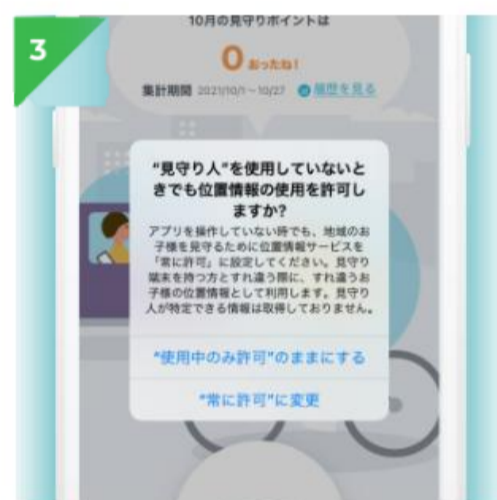 3
10月の見守りポイントは
0 おったね!
集計期間 2021/10/1～10/27 履歴を見る
“見守り人”を使用していないと
きでも位置情報の使用を許可し
ますか?
アプリを操作していない時でも、地域のお
子様を見守るために位置情報サービスを
「常に許可」に設定してください。見守り
端末を持つ方とすれ違う際に、すれ違うお
子様の位置情報として利用します。見守り
人が特定できる情報は取得しておりません。
“使用中のみ許可”のままにする
“常に許可”に変更